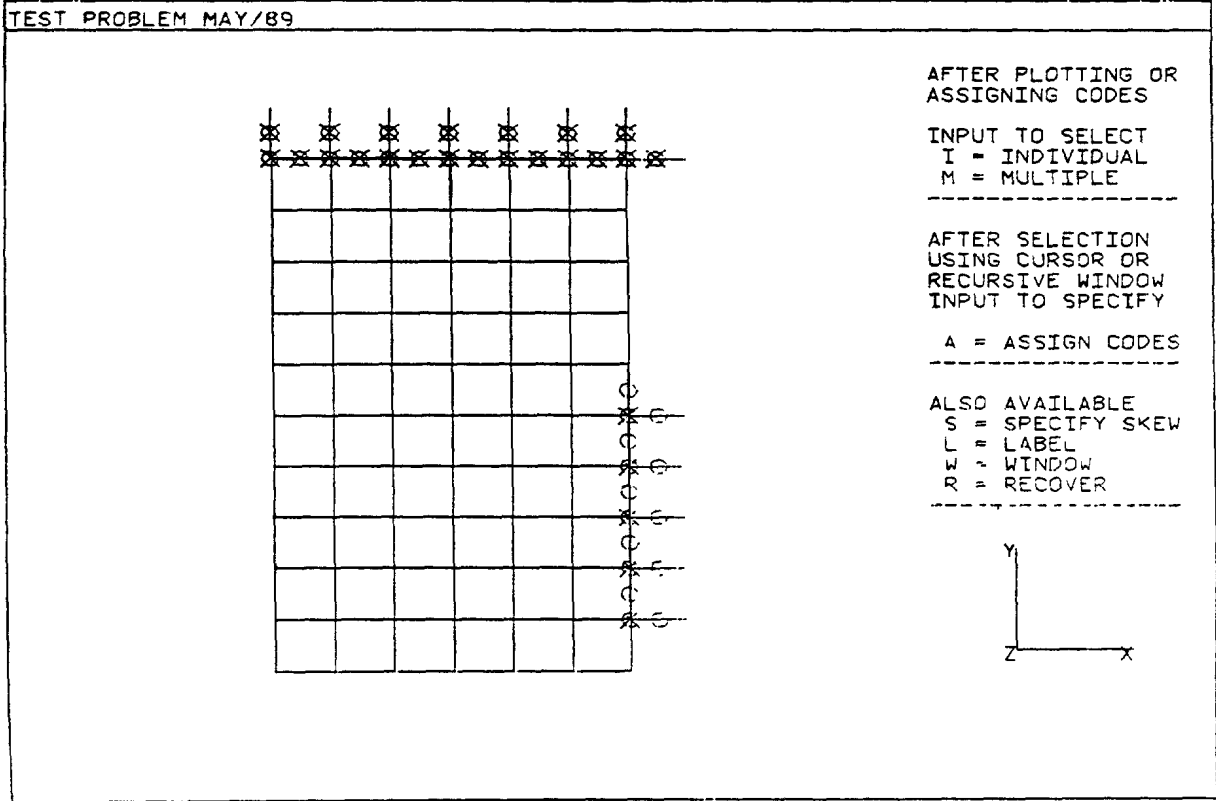 TEST PROBLEM MAY/89
AFTER PLOTTING OR
ASSIGNING CODES
INPUT TO SELECT
I = INDIVIDUAL
M = MULTIPLE
AFTER SELECTION
USING CURSOR OR
RECURSIVE WINDOW
INPUT TO SPECIFY
A = ASSIGN CODES
ALSO AVAILABLE
S = SPECIFY SKEW
L = LABEL
W = WINDOW
R = RECOVER
Y
Z X